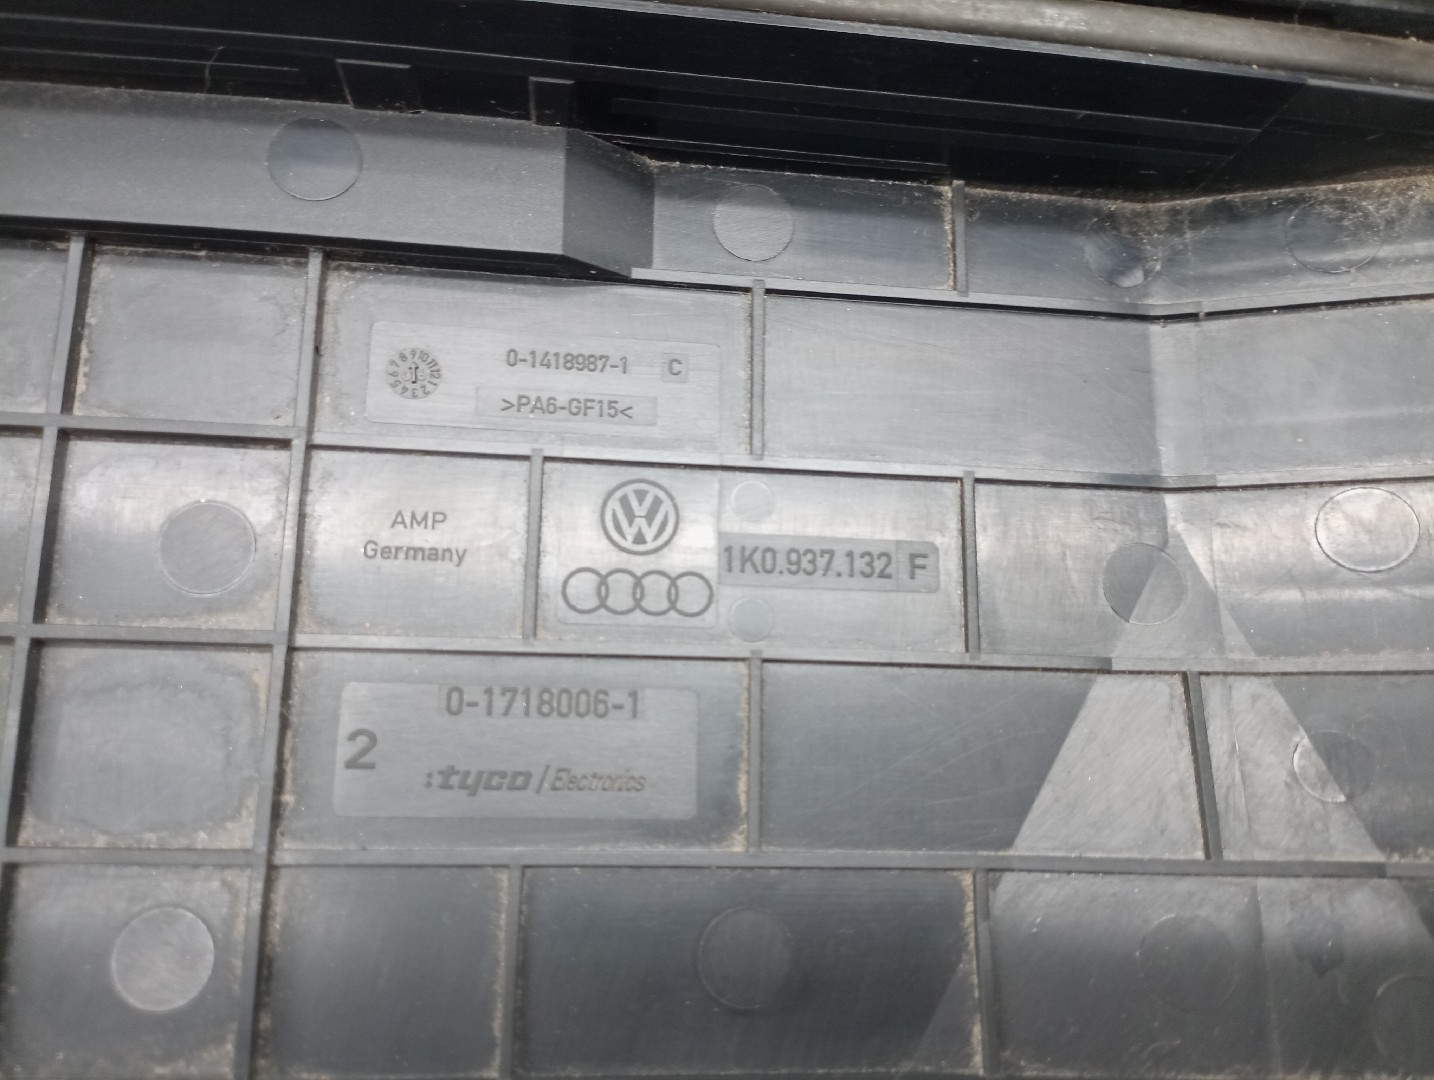 0-1418987-1 C
>PA6-GF15<
AMP
Germany
1K0.937.132 F
0-1718006-1
2
:tyco/Electronics